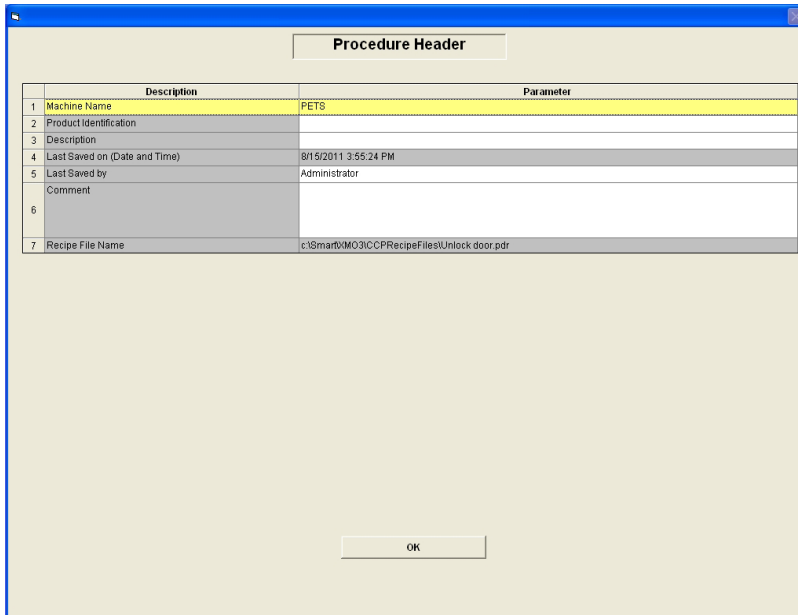 Procedure Header
Description Parameter
1 Machine Name PETS
2 Product Identification
3 Description
4 Last Saved on (Date and Time) 8/15/2011 3:55:24 PM
5 Last Saved by Administrator
6 Comment
7 Recipe File Name c:\Smart\XMO3\CCPRecipeFiles\Unlock door.pdr
OK